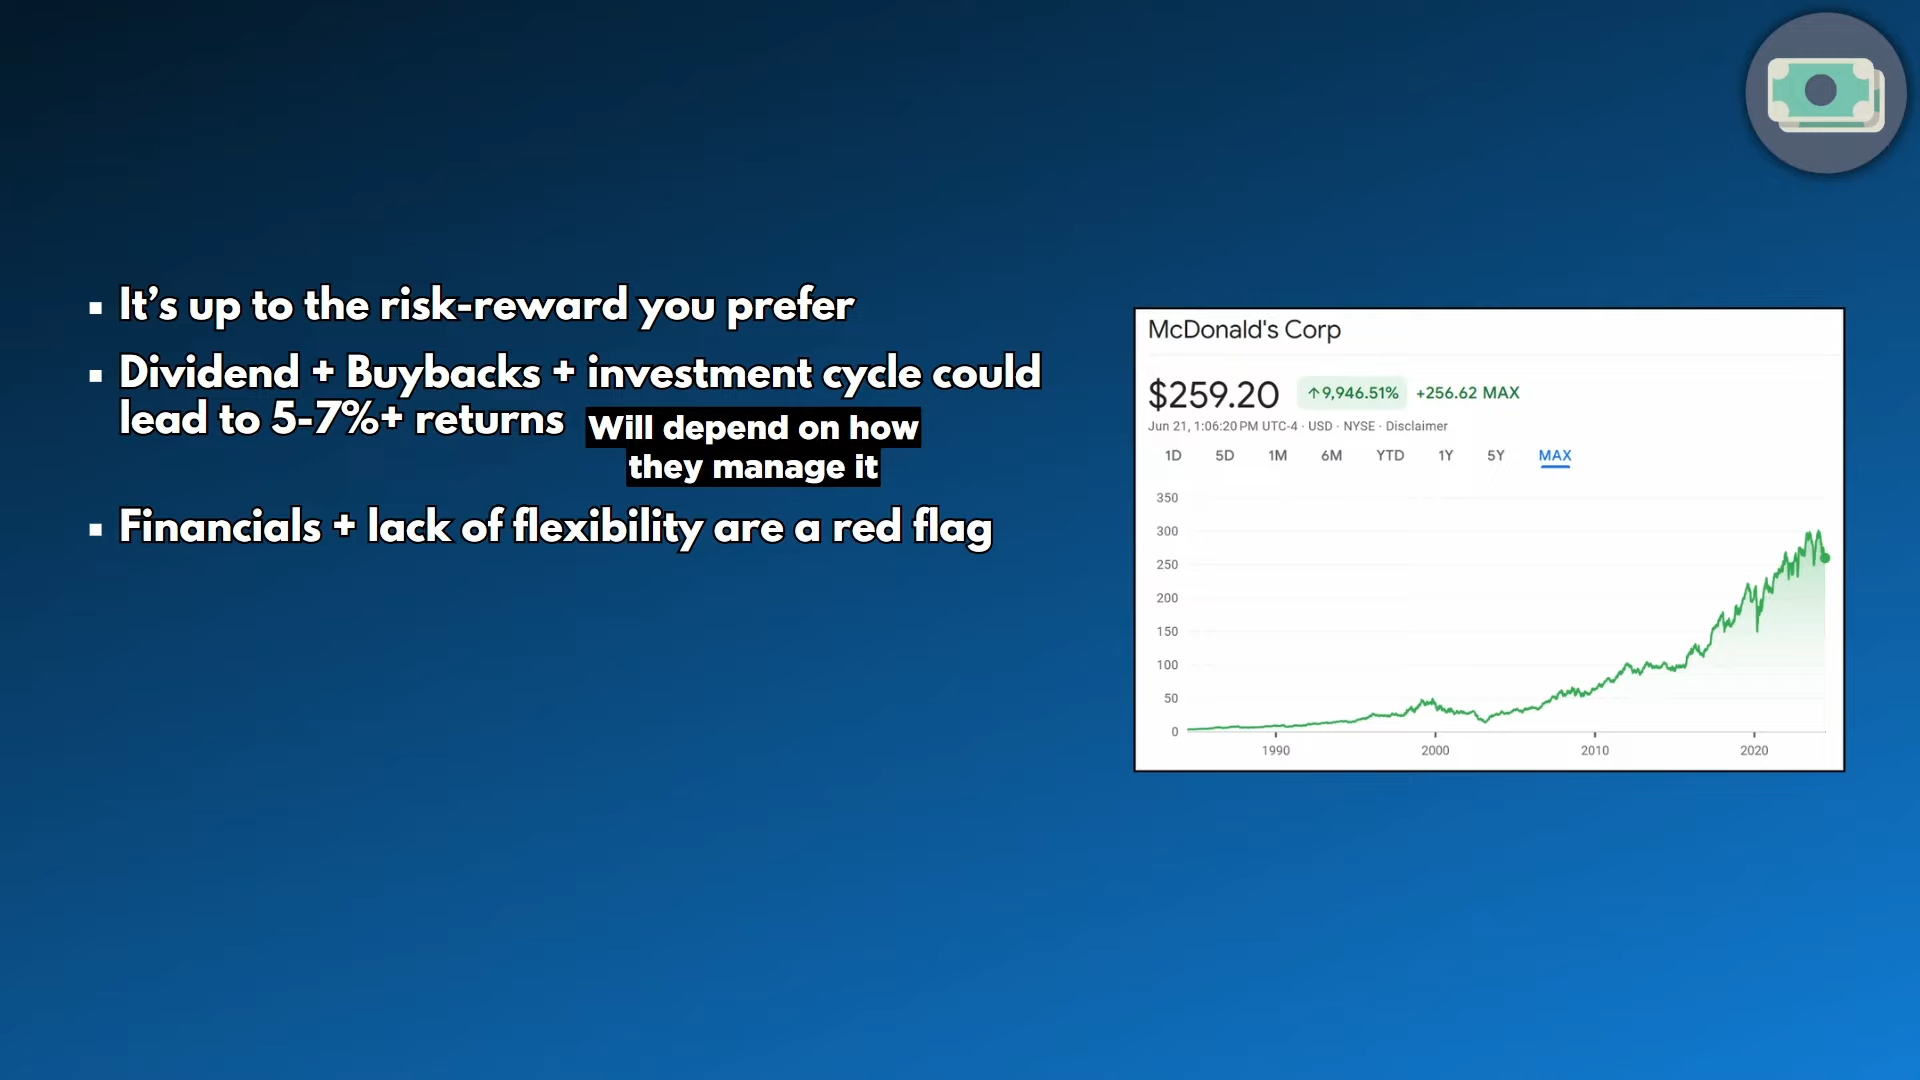 It’s up to the risk-reward you prefer
Dividend + Buybacks + investment cycle could
lead to 5-7%+ returns
Will depend on how
they manage it
Financials + lack of flexibility are a red flag
McDonald's Corp
$259.20 ↑9,946.51% +256.62 MAX
Jun 21, 1:06:20 PM UTC-4 · USD · NYSE · Disclaimer
1D 5D 1M 6M YTD 1Y 5Y MAX
350
300
250
200
150
100
50
0
1990 2000 2010 2020